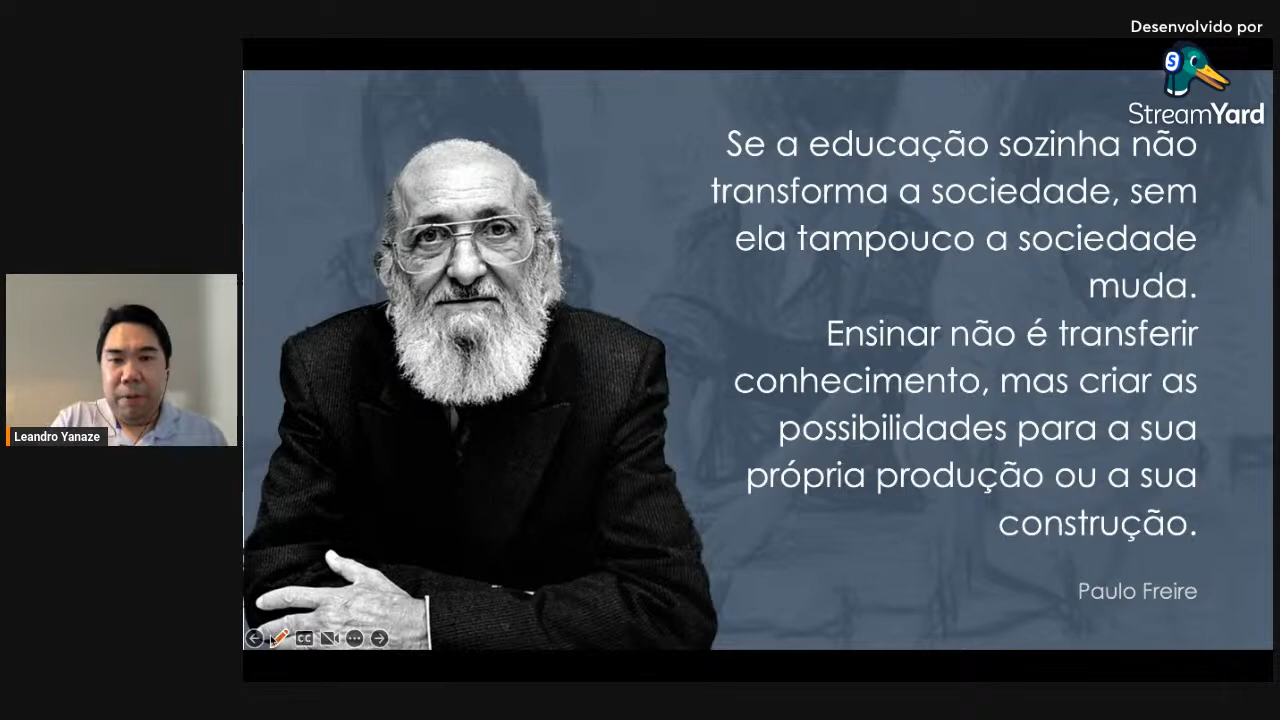 Desenvolvido por
StreamYard
Se a educação sozinha não
transforma a sociedade, sem
ela tampouco a sociedade
muda.
Ensinar não é transferir
conhecimento, mas criar as
possibilidades para a sua
própria produção ou a sua
construção.
Paulo Freire
Leandro Yanaze
CC